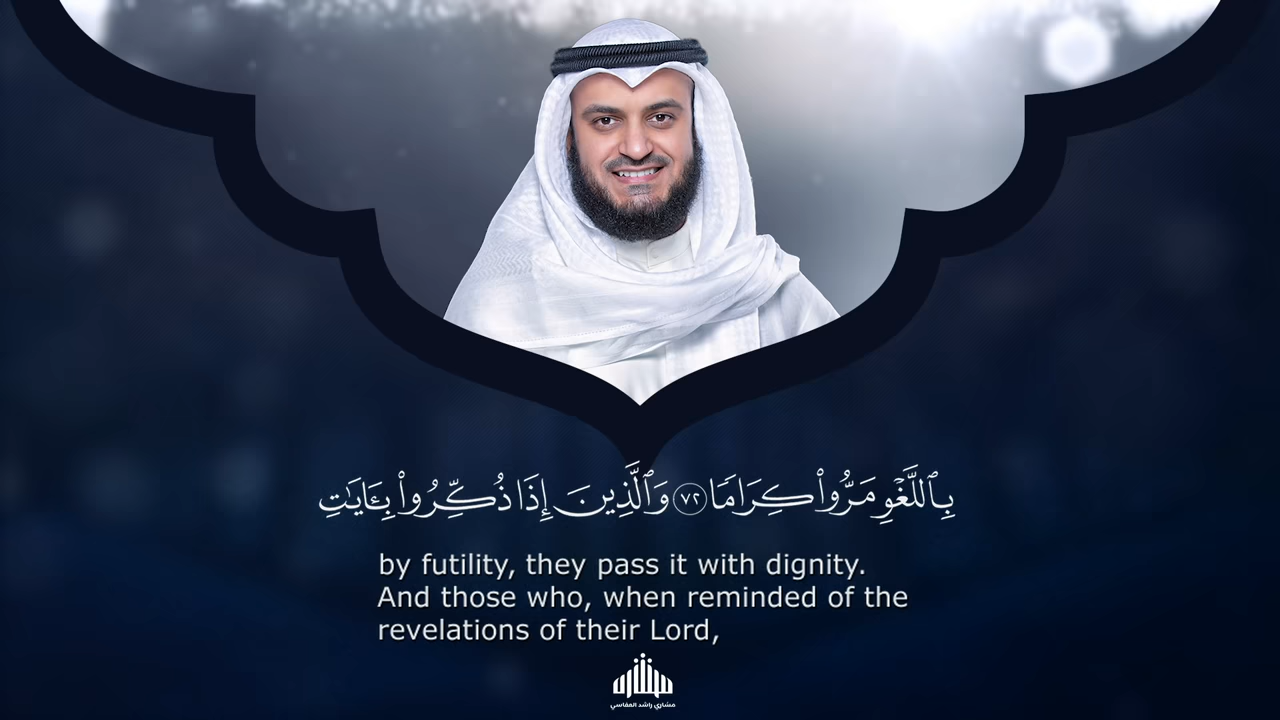 بِٱللَّغْوِ مَرُّوا۟ كِرَامًا ٧٢ وَٱلَّذِينَ إِذَا ذُكِّرُوا۟ بِـَٔايَـٰتِ
by futility, they pass it with dignity.
And those who, when reminded of the
revelations of their Lord,
مشاري راشد العفاسي